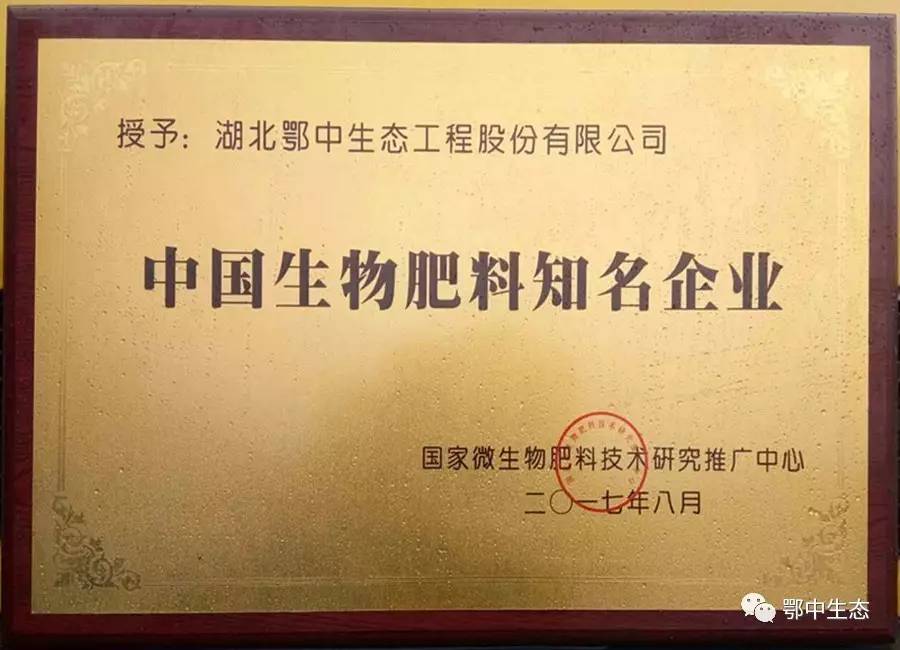 授予：湖北鄂中生态工程股份有限公司
中国生物肥料知名企业
国家微生物肥料技术研究推广中心
二〇一七年八月
鄂中生态